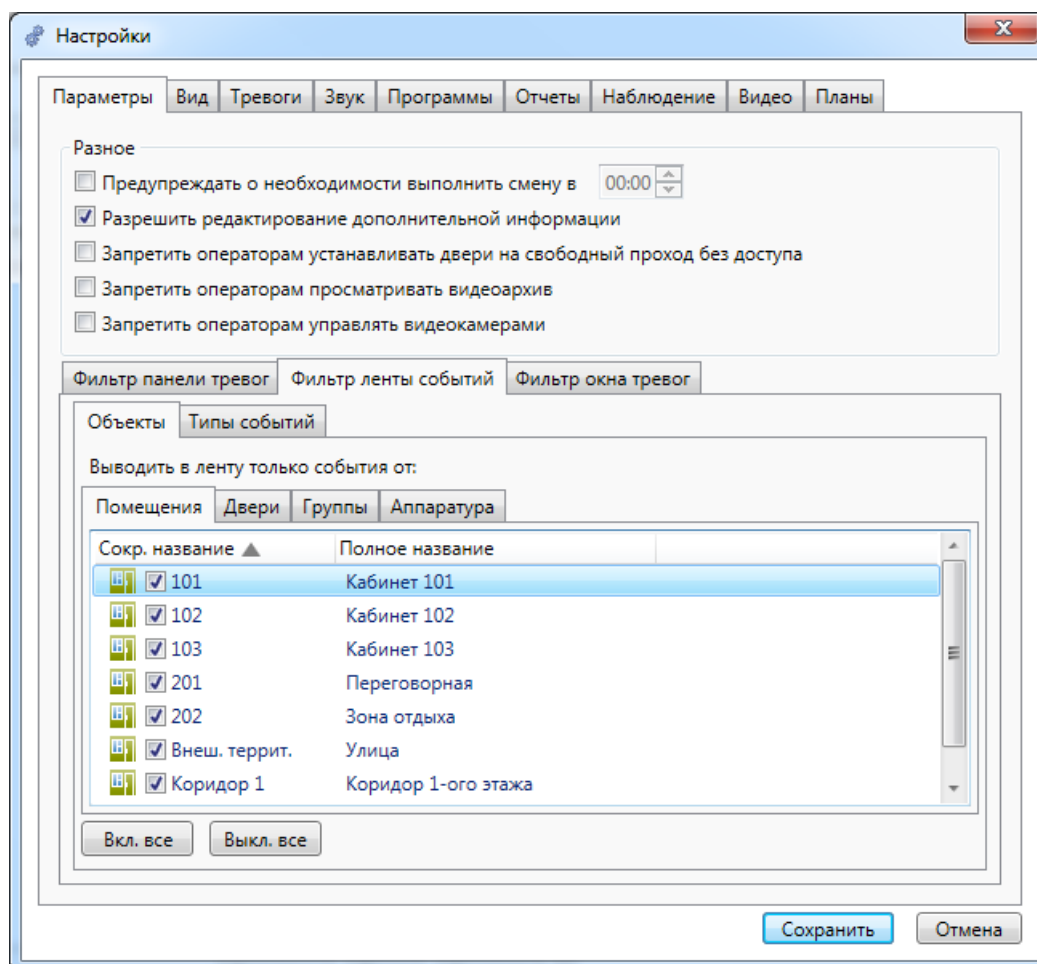 Настройки
Параметры Вид Тревоги Звук Программы Отчеты Наблюдение Видео Планы
Разное
Предупреждать о необходимости выполнить смену в 00:00
Разрешить редактирование дополнительной информации
Запретить операторам устанавливать двери на свободный проход без доступа
Запретить операторам просматривать видеоархив
Запретить операторам управлять видеокамерами
Фильтр панели тревог Фильтр ленты событий Фильтр окна тревог
Объекты Типы событий
Выводить в ленту только события от:
Помещения Двери Группы Аппаратура
Сокр. название Полное название
101 Кабинет 101
102 Кабинет 102
103 Кабинет 103
201 Переговорная
202 Зона отдыха
Внеш. террит. Улица
Коридор 1 Коридор 1-ого этажа
Вкл. все Выкл. все
Сохранить Отмена